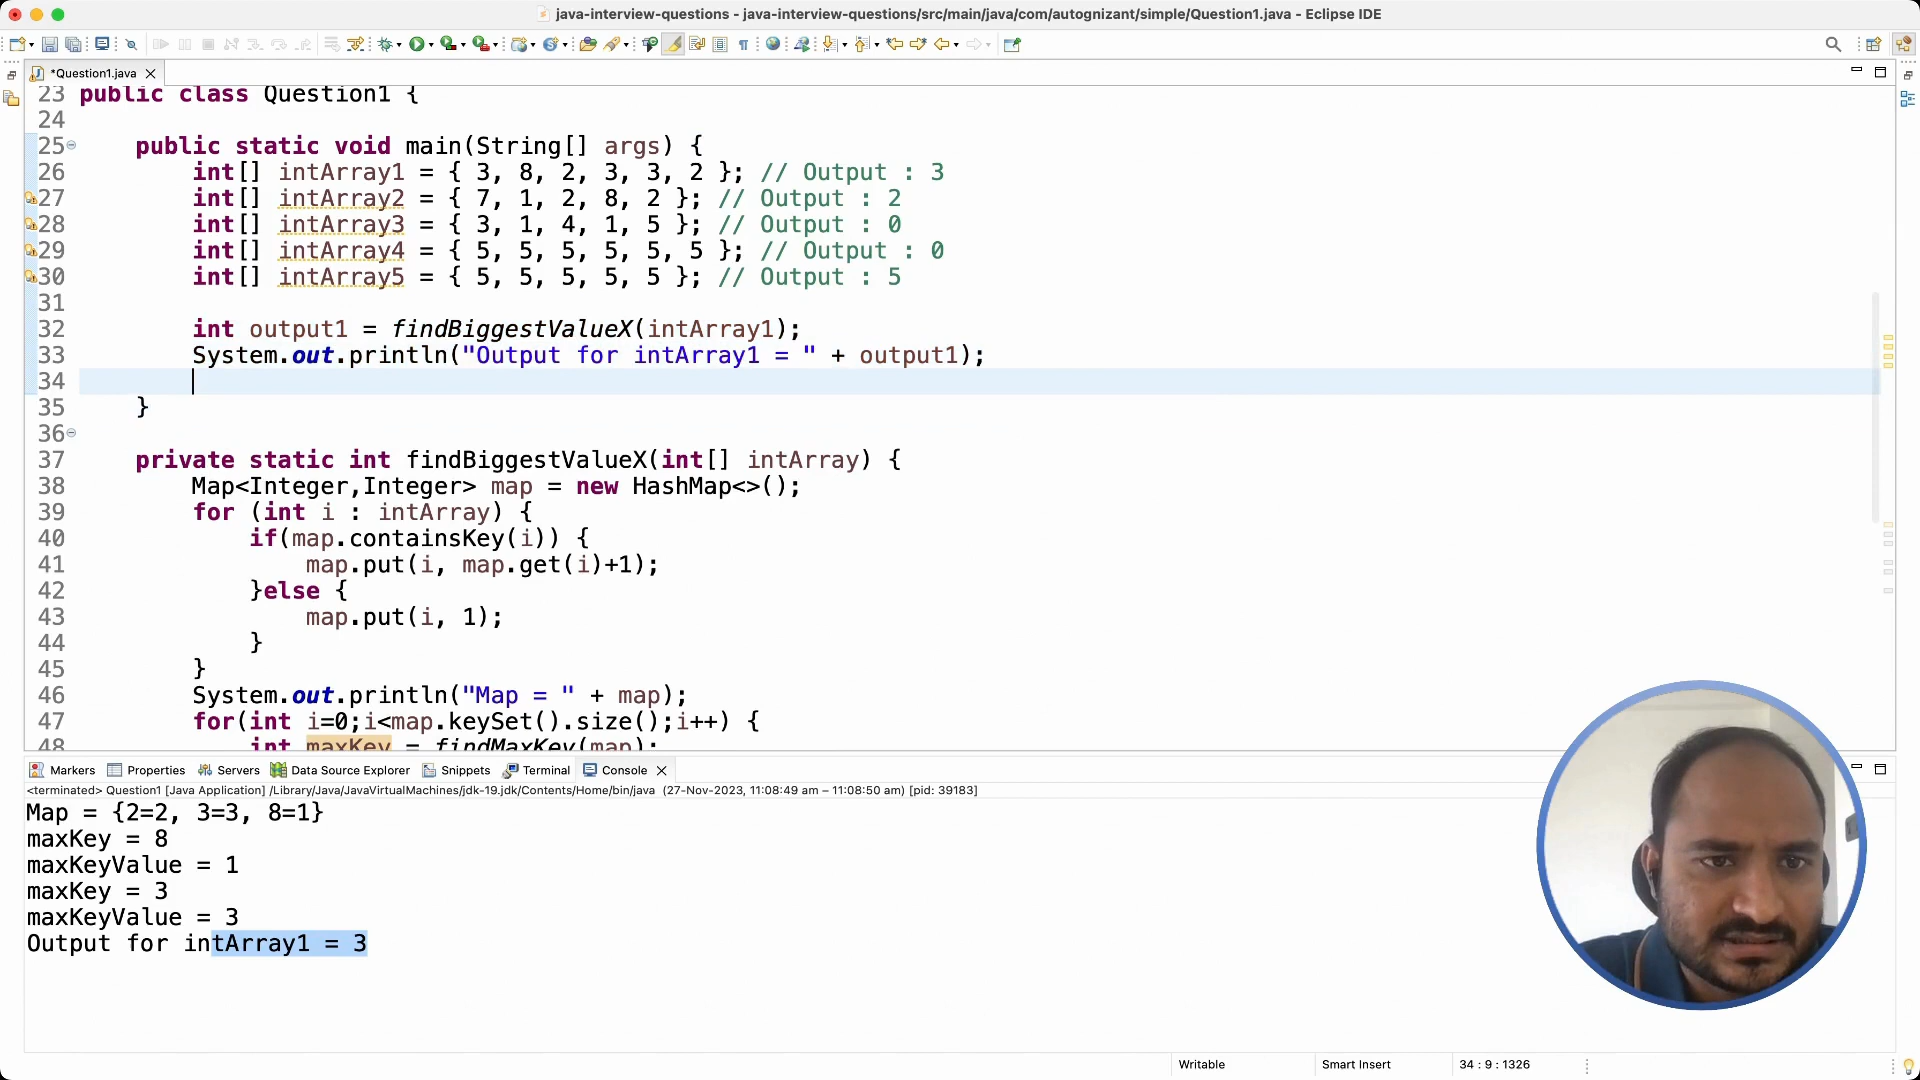 java-interview-questions - java-interview-questions/src/main/java/com/autognizant/simple/Question1.java - Eclipse IDE
*Question1.java
23 public class Question1 {
24
25 public static void main(String[] args) {
26 int[] intArray1 = { 3, 8, 2, 3, 3, 2 }; // Output : 3
27 int[] intArray2 = { 7, 1, 2, 8, 2 }; // Output : 2
28 int[] intArray3 = { 3, 1, 4, 1, 5 }; // Output : 0
29 int[] intArray4 = { 5, 5, 5, 5, 5, 5 }; // Output : 0
30 int[] intArray5 = { 5, 5, 5, 5, 5 }; // Output : 5
31
32 int output1 = findBiggestValueX(intArray1);
33 System.out.println("Output for intArray1 = " + output1);
34
35 }
36
37 private static int findBiggestValueX(int[] intArray) {
38 Map<Integer,Integer> map = new HashMap<>();
39 for (int i : intArray) {
40 if(map.containsKey(i)) {
41 map.put(i, map.get(i)+1);
42 }else {
43 map.put(i, 1);
44 }
45 }
46 System.out.println("Map = " + map);
47 for(int i=0;i<map.keySet().size();i++) {
48 int maxKey = findMaxKey(map);
Markers Properties Servers Data Source Explorer Snippets Terminal Console
<terminated> Question1 [Java Application] /Library/Java/JavaVirtualMachines/jdk-19.jdk/Contents/Home/bin/java (27-Nov-2023, 11:08:49 am – 11:08:50 am) [pid: 39183]
Map = {2=2, 3=3, 8=1}
maxKey = 8
maxKeyValue = 1
maxKey = 3
maxKeyValue = 3
Output for intArray1 = 3
Writable Smart Insert 34 : 9 : 1326